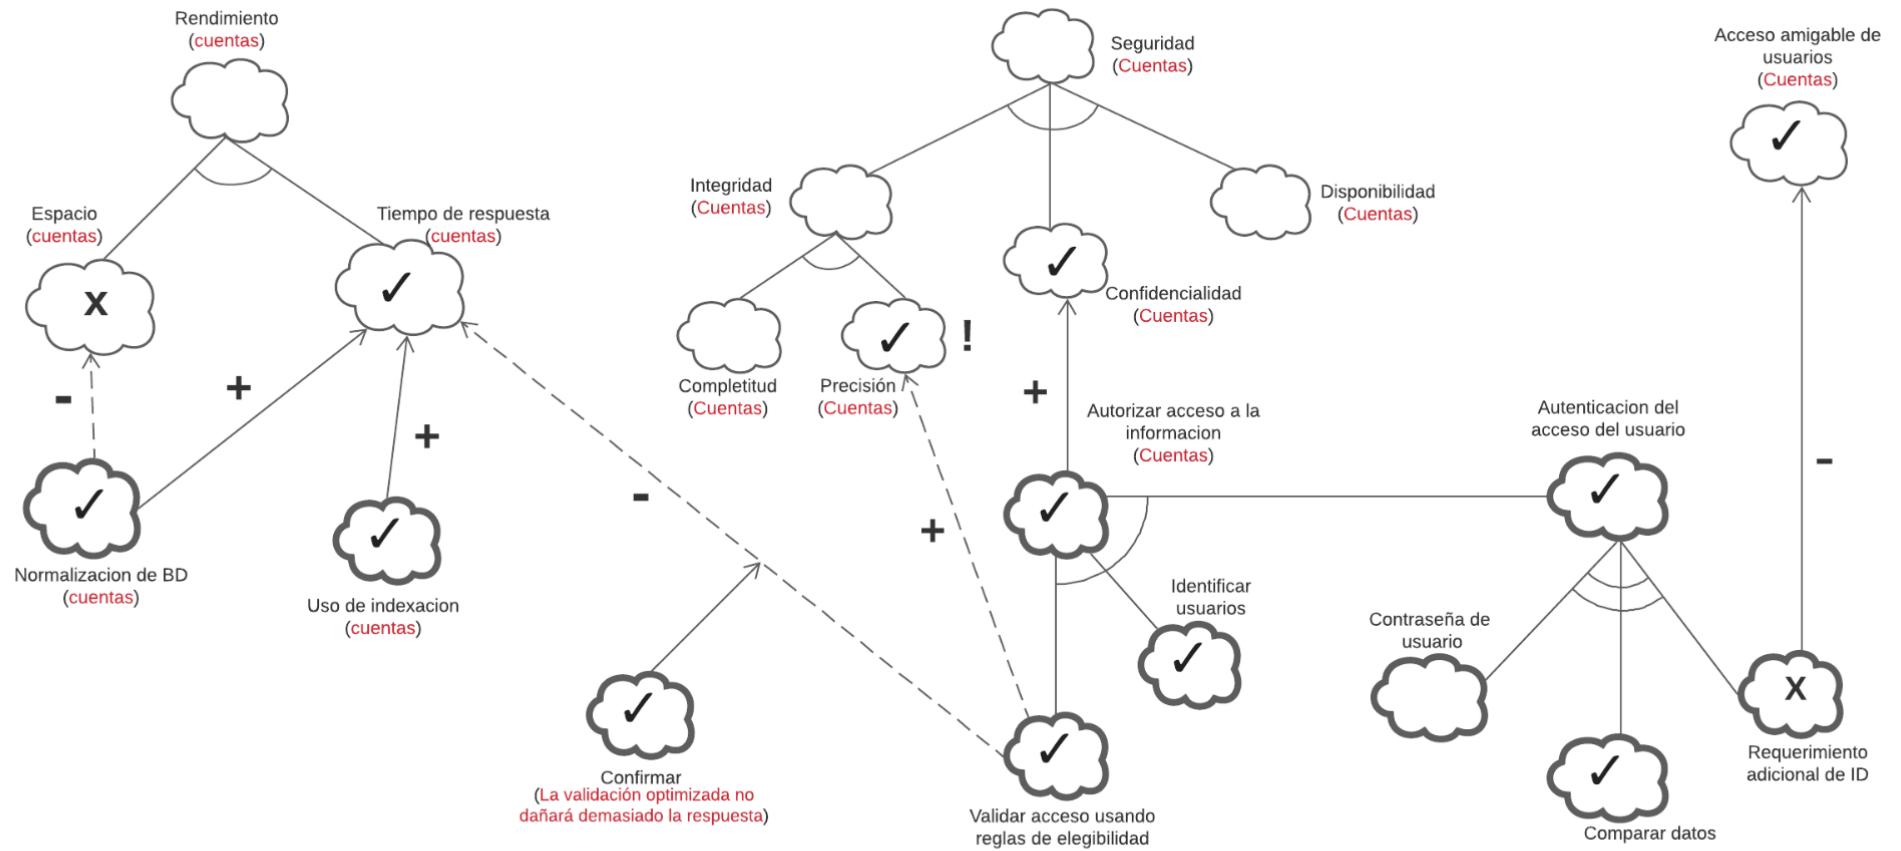 Rendimiento
(cuentas)
Seguridad
(Cuentas)
Acceso amigable de
usuarios
(Cuentas)
Espacio
(cuentas)
Tiempo de respuesta
(cuentas)
Integridad
(Cuentas)
Disponibilidad
(Cuentas)
X
Confidencialidad
(Cuentas)
!
Completitud
(Cuentas)
Precisión
(Cuentas)
-
+
+
+
Autorizar acceso a la
informacion
(Cuentas)
Autenticacion del
acceso del usuario
-
-
+
Normalizacion de BD
(cuentas)
Uso de indexacion
(cuentas)
Identificar
usuarios
Contraseña de
usuario
X
Confirmar
(La validación optimizada no
dañará demasiado la respuesta)
Validar acceso usando
reglas de elegibilidad
Requerimiento
adicional de ID
Comparar datos